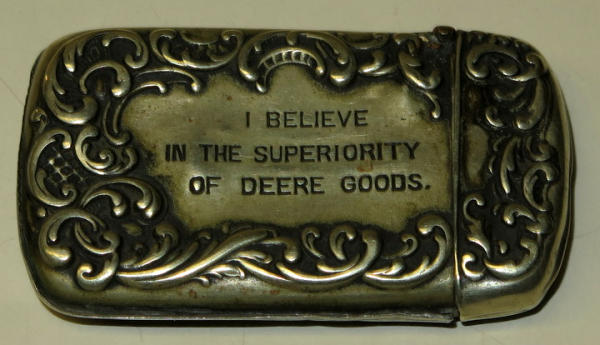 I BELIEVE
IN THE SUPERIORITY
OF DEERE GOODS.